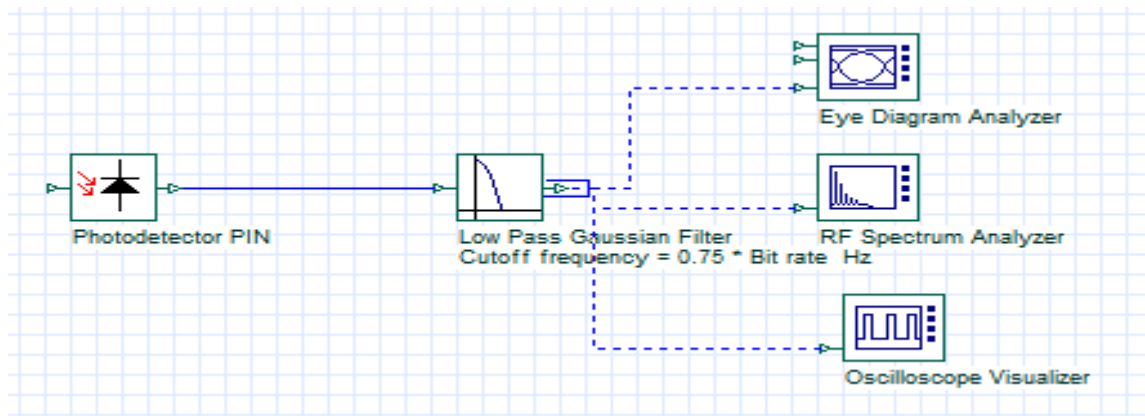 Eye Diagram Analyzer
Photodetector PIN
Low Pass Gaussian Filter
Cutoff frequency = 0.75 * Bit rate Hz
RF Spectrum Analyzer
Oscilloscope Visualizer